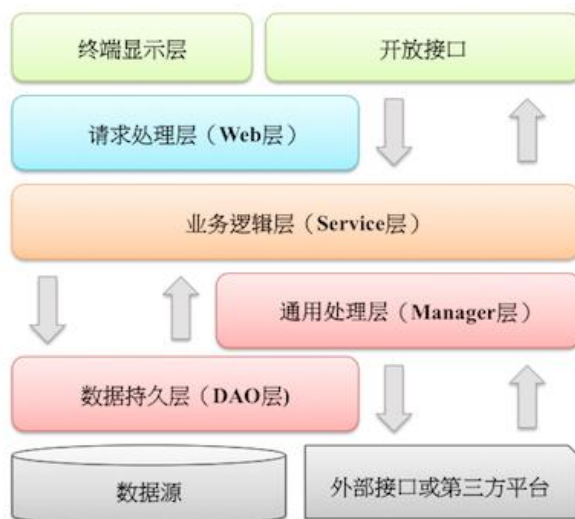 终端显示层
开放接口
请求处理层（Web层）
业务逻辑层（Service层）
通用处理层（Manager层）
数据持久层（DAO层)
数据源
外部接口或第三方平台